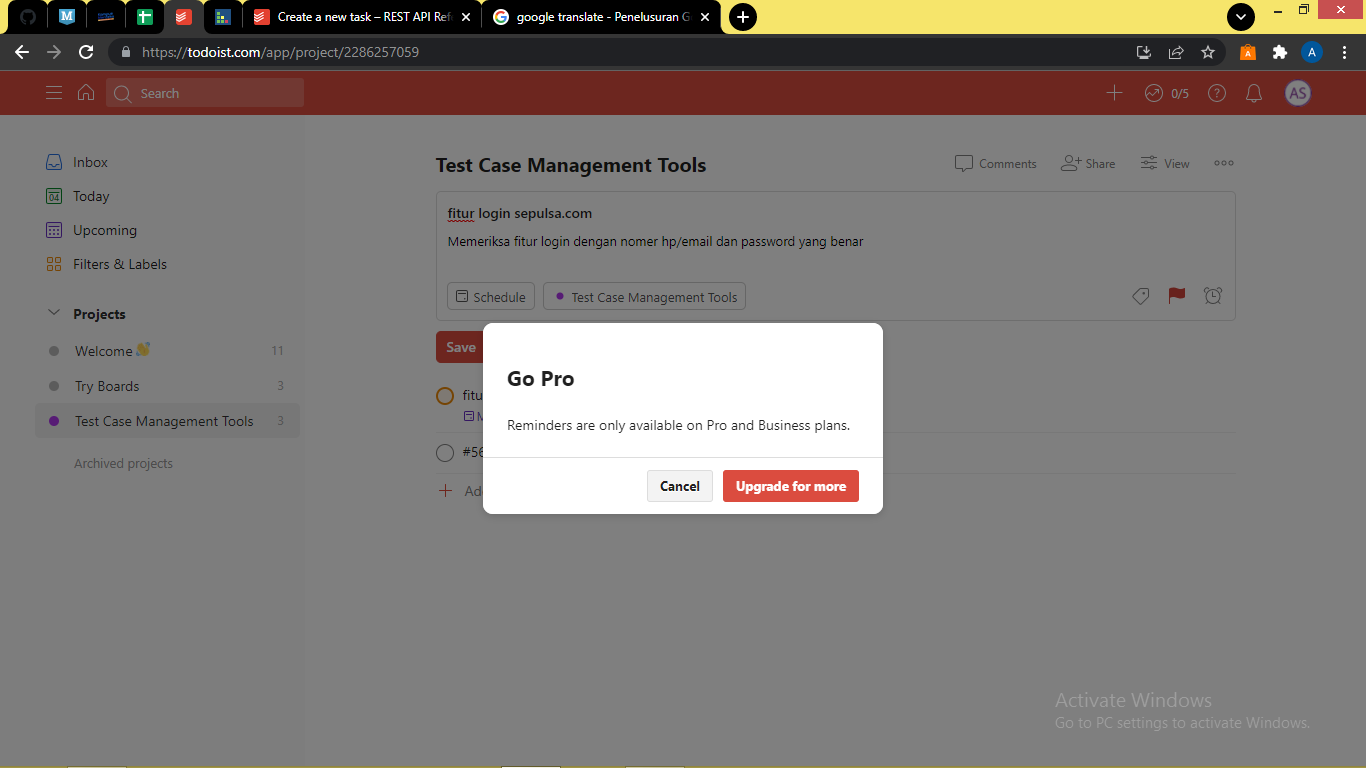 Create a new task – REST API Ref
google translate - Penelusuran G
https://todoist.com/app/project/2286257059
A
Search
0/5
AS
Inbox
04
Today
Upcoming
Filters & Labels
Projects
Welcome
11
Try Boards
3
Test Case Management Tools
3
Archived projects
Test Case Management Tools
Comments
Share
View
fitur login sepulsa.com
Memeriksa fitur login dengan nomer hp/email dan password yang benar
Schedule
Test Case Management Tools
Save
fitu
M
#56
Ad
Go Pro
Reminders are only available on Pro and Business plans.
Cancel
Upgrade for more
Activate Windows
Go to PC settings to activate Windows.